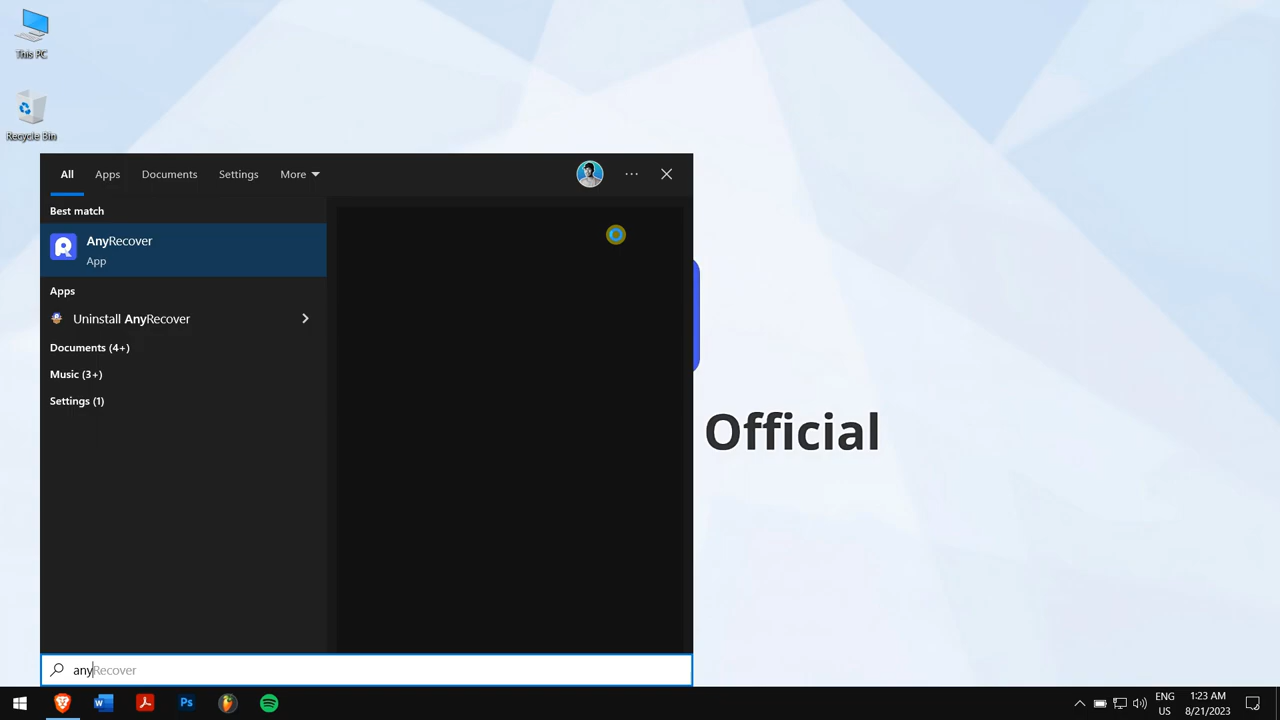 This PC
Recycle Bin
All Apps Documents Settings More
Best match
AnyRecover
App
Apps
Uninstall AnyRecover
Documents (4+)
Music (3+)
Settings (1)
Official
anyRecover
W
Ps
ENG
US
1:23 AM
8/21/2023